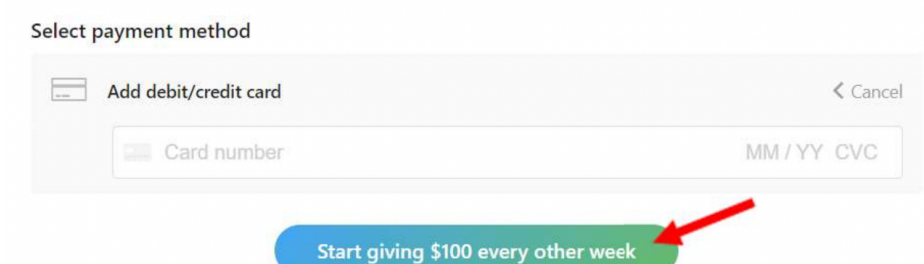 Select payment method
Add debit/credit card < Cancel
Card number MM / YY CVC
Start giving $100 every other week